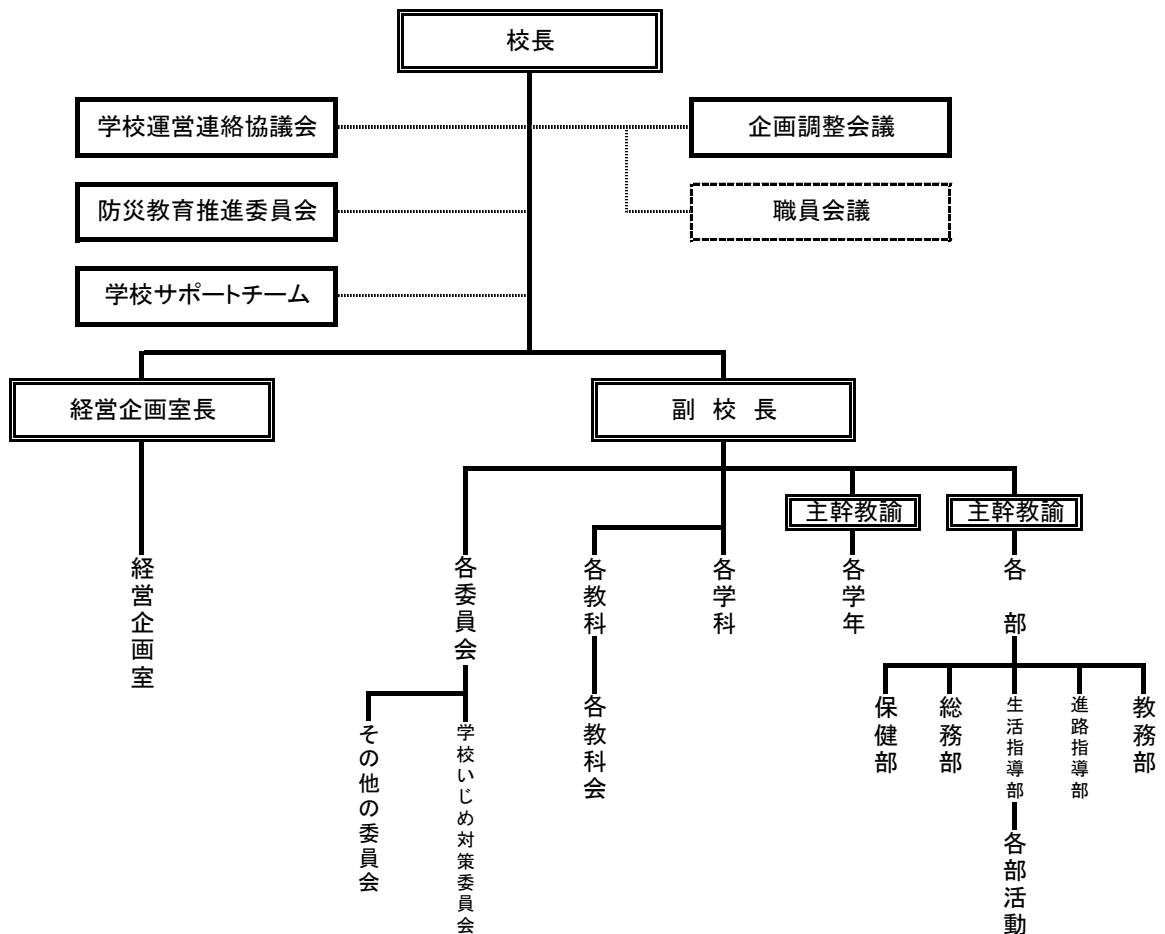 校長
学校運営連絡協議会
企画調整会議
防災教育推進委員会
職員会議
学校サポートチーム
経営企画室長
副 校 長
主幹教諭
主幹教諭
経営企画室
各委員会
各教科
各学科
各学年
各 部
その他の委員会
学校いじめ対策委員会
各教科会
保健部
総務部
生活指導部
進路指導部
教務部
各部活動